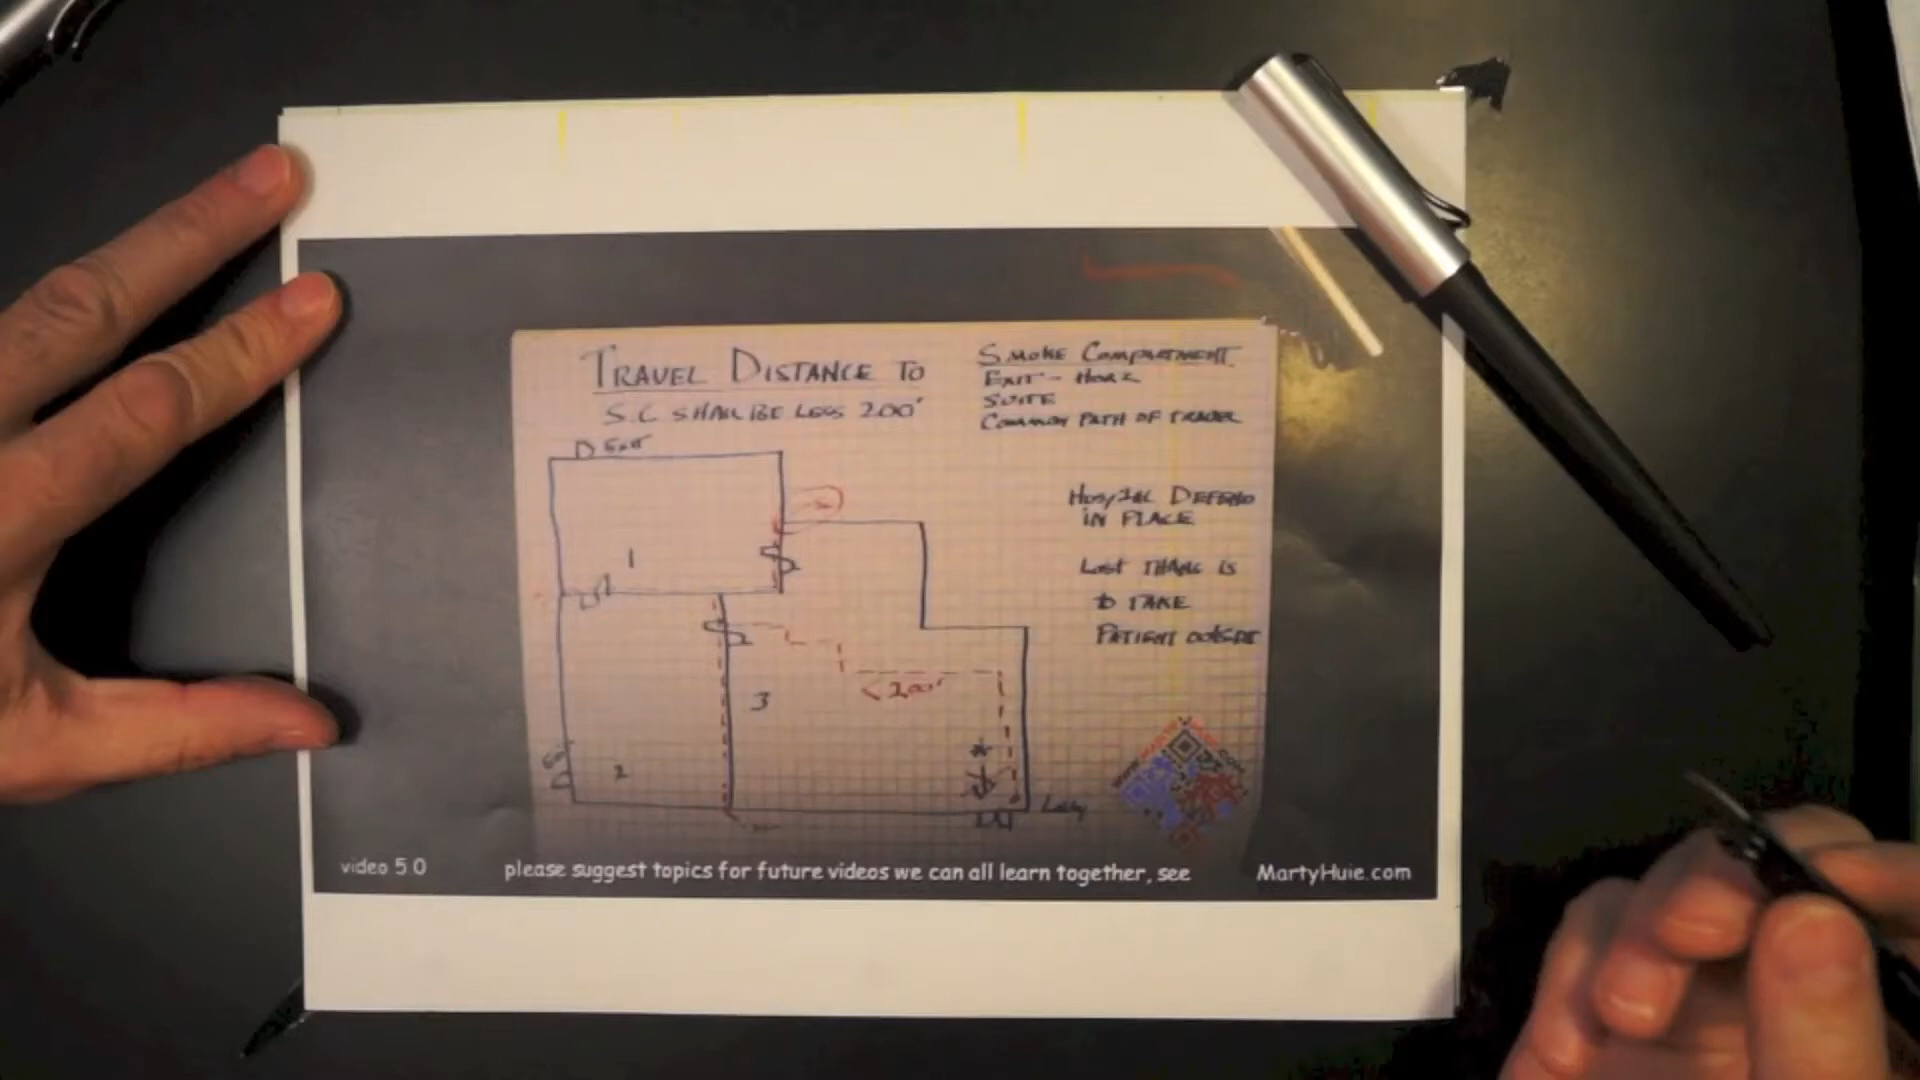 TRAVEL DISTANCE TO
S.C SHALL BE LESS 200'
SMOKE COMPARTMENT
EXIT - HORZ
SUITE
COMMON PATH OF TRAVEL
EXIT
HOSPITAL DEFEND
IN PLACE
LAST THING IS
TO TAKE
PATIENT OUTSIDE
1
2
3
<200'
video 5.0
please suggest topics for future videos we can all learn together, see
MartyHuie.com